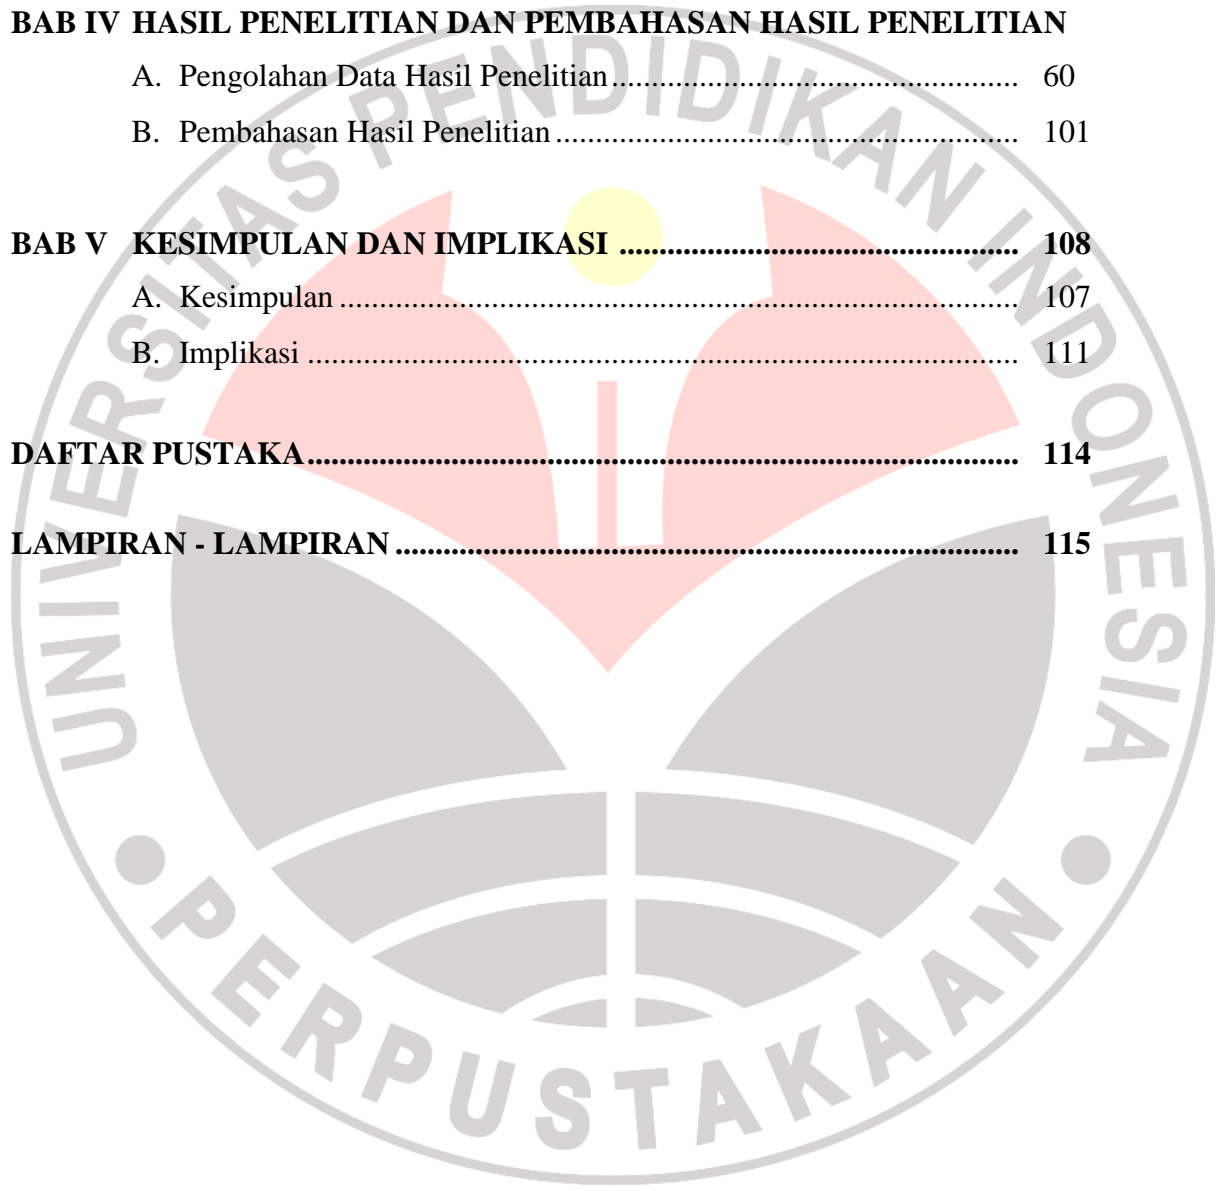 BAB IV HASIL PENELITIAN DAN PEMBAHASAN HASIL PENELITIAN
A. Pengolahan Data Hasil Penelitian ................................................... 60
B. Pembahasan Hasil Penelitian .......................................................... 101
BAB V KESIMPULAN DAN IMPLIKASI .................................................. 108
A. Kesimpulan ..................................................................................... 107
B. Implikasi ......................................................................................... 111
DAFTAR PUSTAKA ......................................................................................... 114
LAMPIRAN - LAMPIRAN .............................................................................. 115
UNIVERSITAS PENDIDIKAN INDONESIA
PERPUSTAKAAN